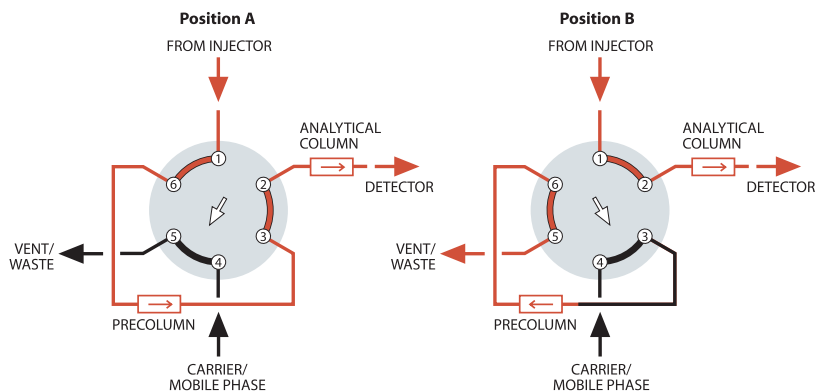 Position A
FROM INJECTOR
ANALYTICAL
COLUMN
1
6
2
DETECTOR
5
3
4
VENT/
WASTE
PRECOLUMN
CARRIER/
MOBILE PHASE
Position B
FROM INJECTOR
ANALYTICAL
COLUMN
1
6
2
DETECTOR
5
3
4
VENT/
WASTE
PRECOLUMN
CARRIER/
MOBILE PHASE